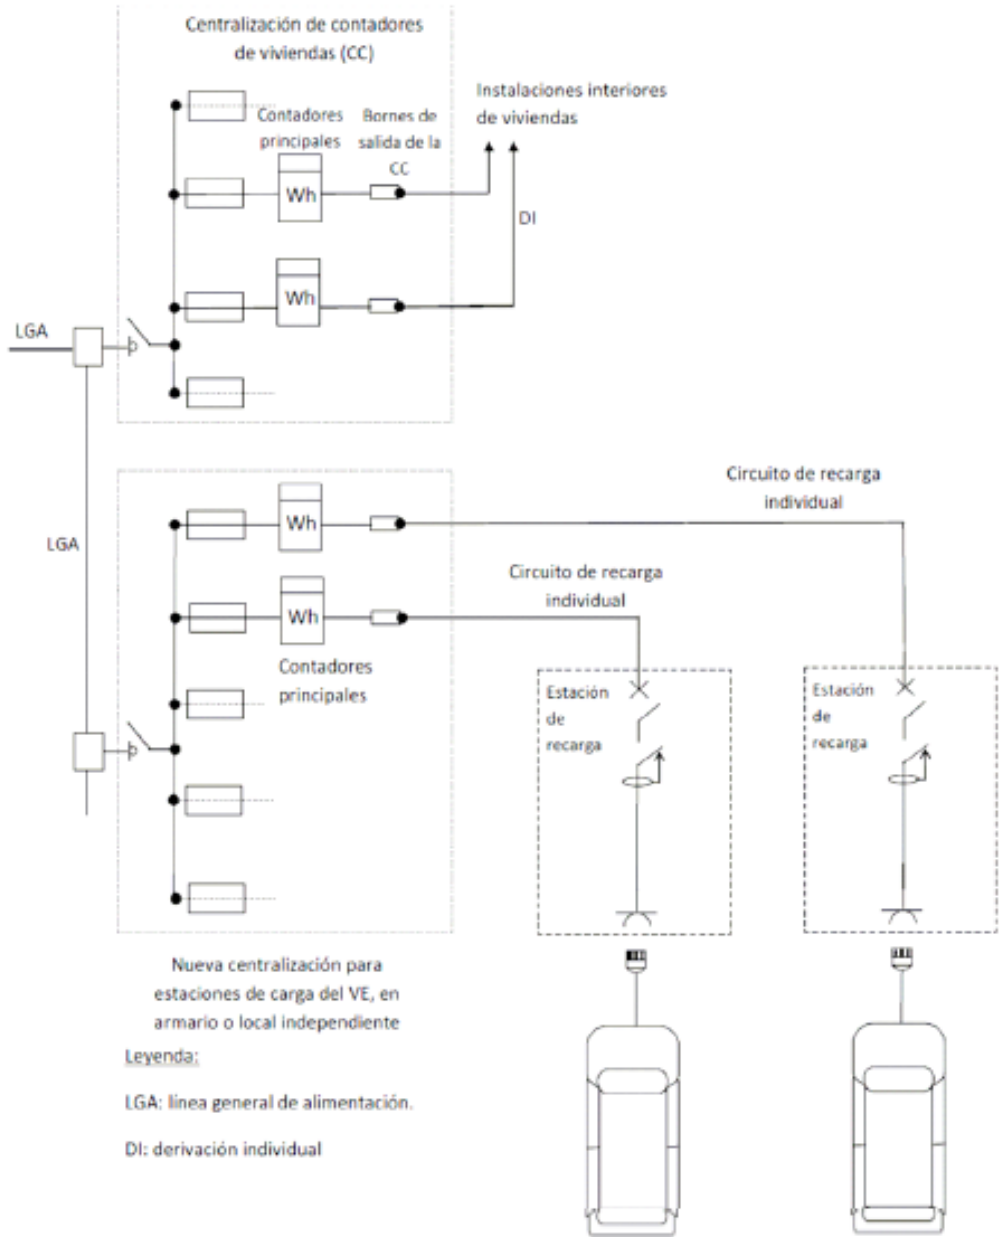 Centralización de contadores
de viviendas (CC)
Instalaciones interiores
de viviendas
Contadores
principales
Bornes de
salida de la
CC
Wh
DI
Wh
LGA
Circuito de recarga
individual
Wh
LGA
Circuito de recarga
individual
Wh
Contadores
principales
Estación
de
recarga
Estación
de
recarga
Nueva centralización para
estaciones de carga del VE, en
armario o local independiente
Leyenda:
LGA: línea general de alimentación.
DI: derivación individual